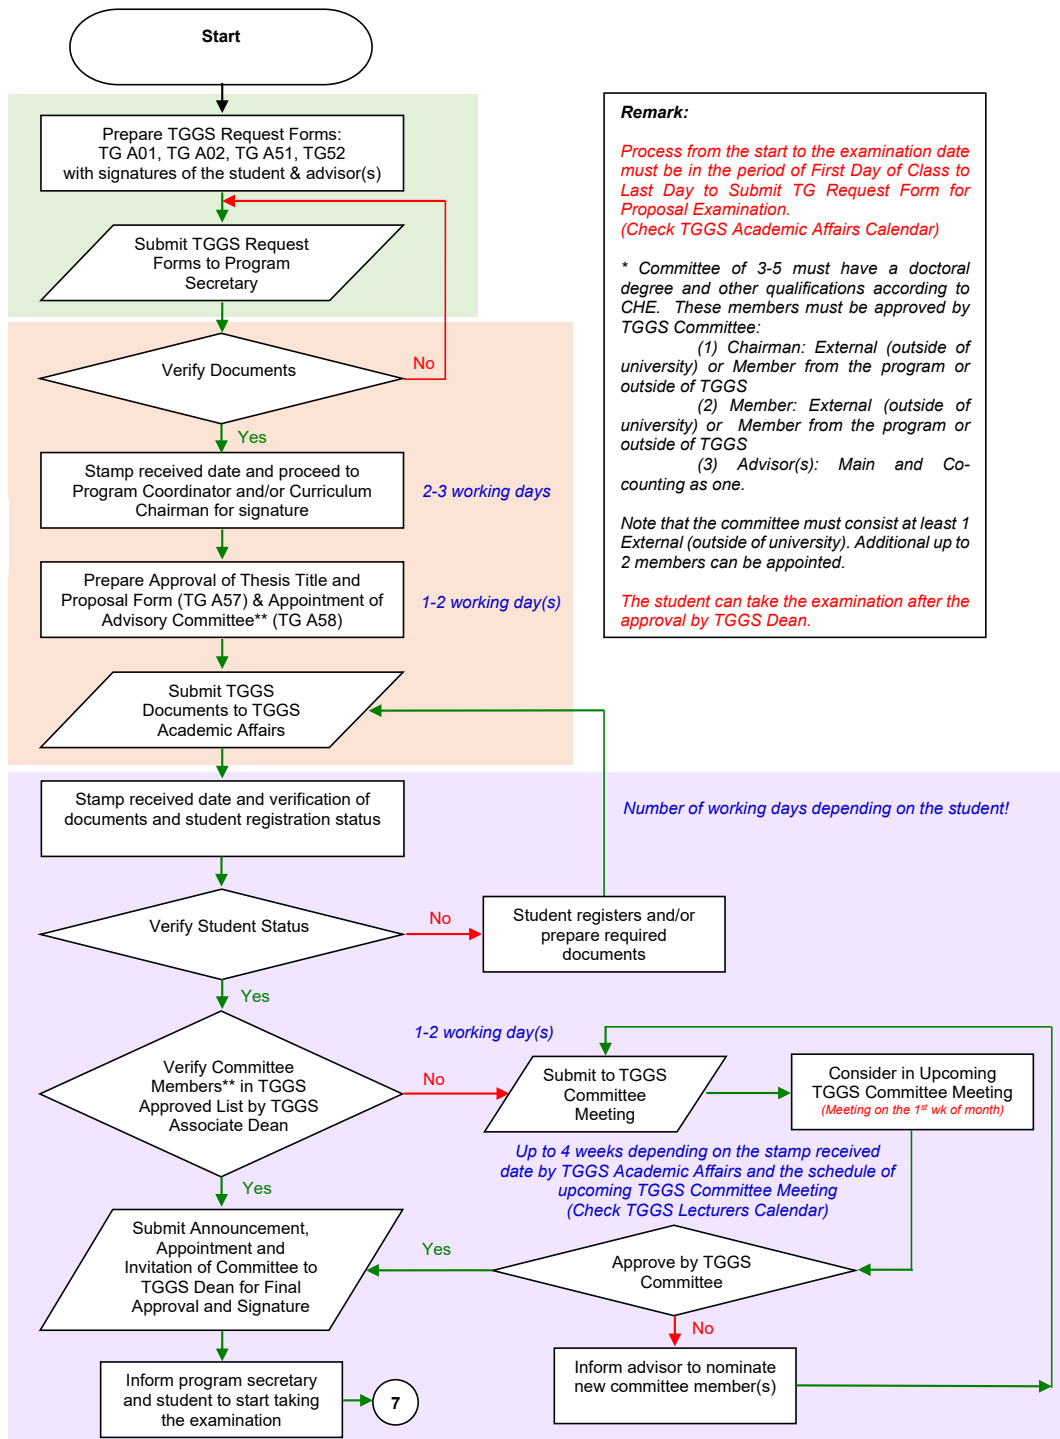 Start
Prepare TGGS Request Forms:
TG A01, TG A02, TG A51, TG52
with signatures of the student & advisor(s)
Submit TGGS Request
Forms to Program
Secretary
Verify Documents
No
Yes
Stamp received date and proceed to
Program Coordinator and/or Curriculum
Chairman for signature
2-3 working days
Prepare Approval of Thesis Title and
Proposal Form (TG A57) & Appointment of
Advisory Committee** (TG A58)
1-2 working day(s)
Submit TGGS
Documents to TGGS
Academic Affairs
Remark:
Process from the start to the examination date
must be in the period of First Day of Class to
Last Day to Submit TG Request Form for
Proposal Examination.
(Check TGGS Academic Affairs Calendar)
* Committee of 3-5 must have a doctoral
degree and other qualifications according to
CHE. These members must be approved by
TGGS Committee:
(1) Chairman: External (outside of
university) or Member from the program or
outside of TGGS
(2) Member: External (outside of
university) or Member from the program or
outside of TGGS
(3) Advisor(s): Main and Co-
counting as one.
Note that the committee must consist at least 1
External (outside of university). Additional up to
2 members can be appointed.
The student can take the examination after the
approval by TGGS Dean.
Stamp received date and verification of
documents and student registration status
Number of working days depending on the student!
Verify Student Status
No
Student registers and/or
prepare required
documents
Yes
1-2 working day(s)
Verify Committee
Members** in TGGS
Approved List by TGGS
Associate Dean
No
Submit to TGGS
Committee
Meeting
Consider in Upcoming
TGGS Committee Meeting
(Meeting on the 1st wk of month)
Up to 4 weeks depending on the stamp received
date by TGGS Academic Affairs and the schedule of
upcoming TGGS Committee Meeting
(Check TGGS Lecturers Calendar)
Yes
Submit Announcement,
Appointment and
Invitation of Committee to
TGGS Dean for Final
Approval and Signature
Yes
Approve by TGGS
Committee
No
Inform advisor to nominate
new committee member(s)
Inform program secretary
and student to start taking
the examination
7